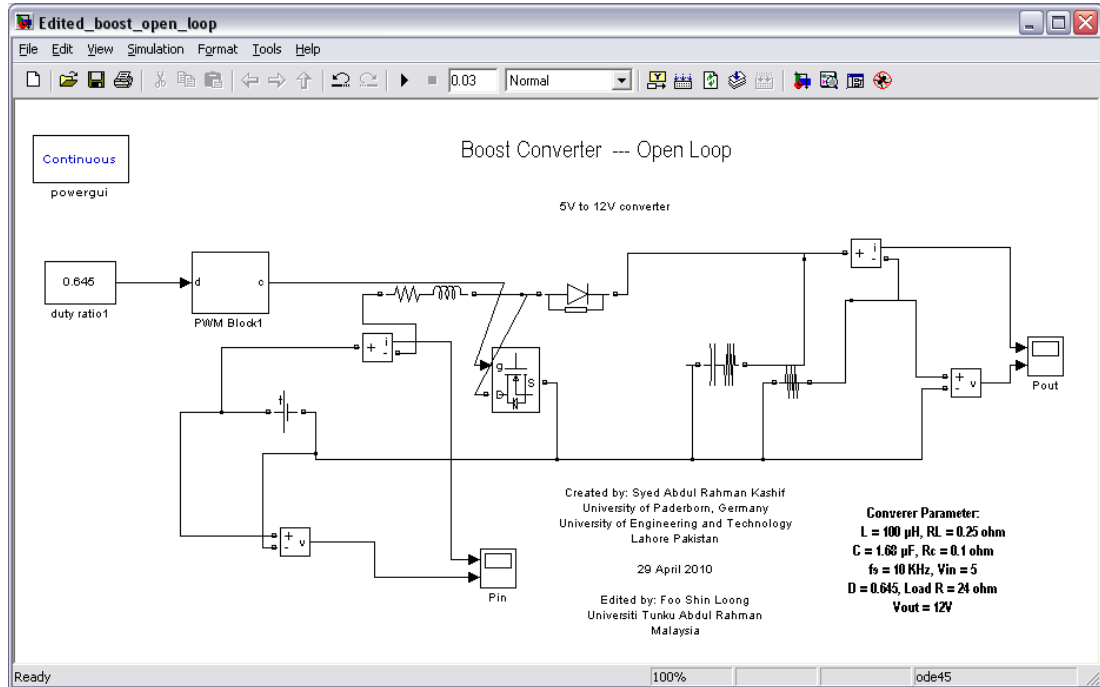 Edited_boost_open_loop
File Edit View Simulation Format Tools Help
0.03 Normal
Continuous
powergui
Boost Converter --- Open Loop
5V to 12V converter
0.645
duty ratio1
d c
PWM Block1
+ i -
+ i -
g D S
+ - v
Pout
+ - v
Pin
Created by: Syed Abdul Rahman Kashif
University of Paderborn, Germany
University of Engineering and Technology
Lahore Pakistan
29 April 2010
Edited by: Foo Shin Loong
Universiti Tunku Abdul Rahman
Malaysia
Converer Parameter:
L = 100 µH, RL = 0.25 ohm
C = 1.68 µF, Rc = 0.1 ohm
fs = 10 KHz, Vin = 5
D = 0.645, Load R = 24 ohm
Vout = 12V
Ready 100% ode45